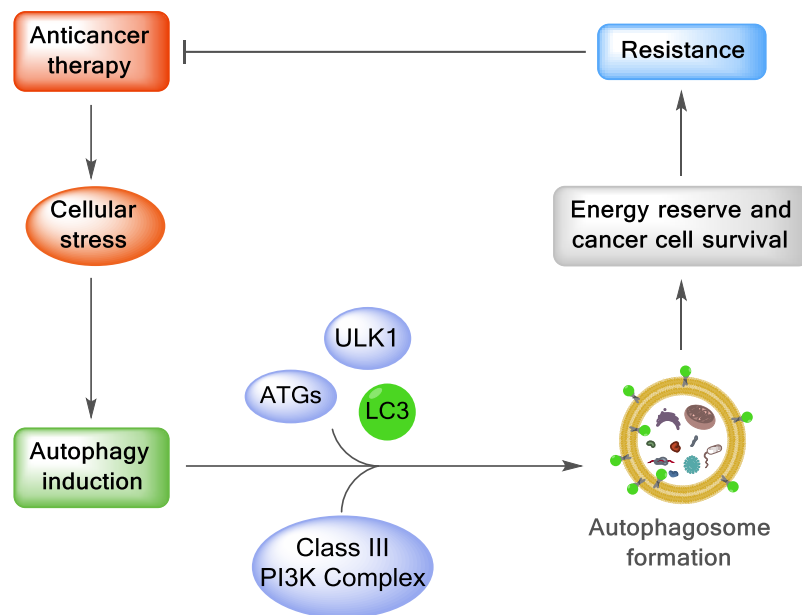 Anticancer
therapy
Resistance
Cellular
stress
Energy reserve and
cancer cell survival
ULK1
ATGs
LC3
Autophagy
induction
Class III
PI3K Complex
Autophagosome
formation